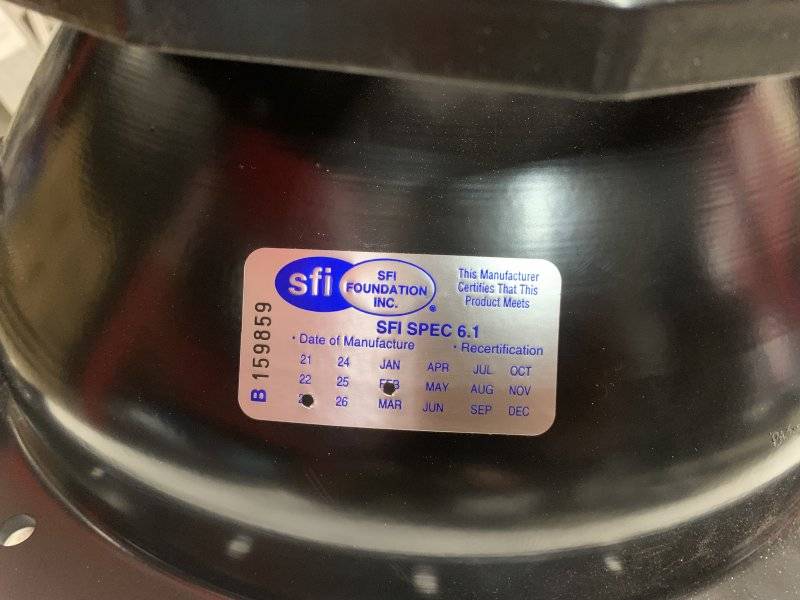 sfi
SFI
FOUNDATION
INC.
®
This Manufacturer
Certifies That This
Product Meets
SFI SPEC 6.1
• Date of Manufacture • Recertification
21 24 JAN APR JUL OCT
22 25 MAY AUG NOV
26 MAR JUN SEP DEC
B 159859